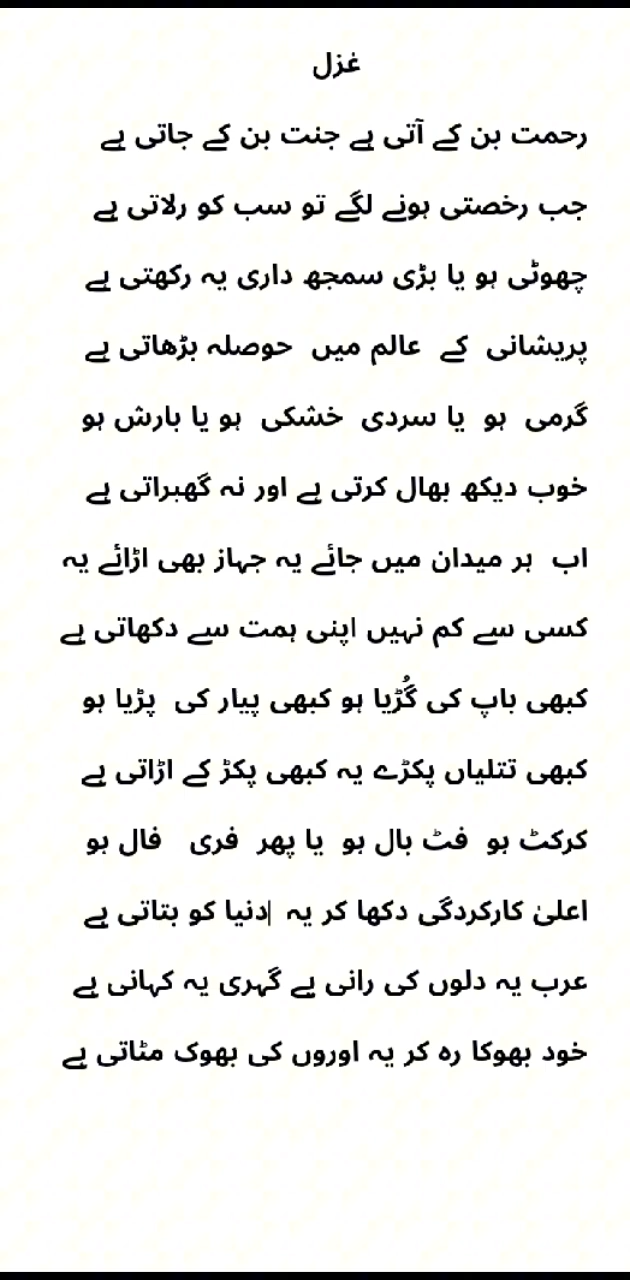 غزل
رحمت بن کے آتی ہے جنت بن کے جاتی ہے
جب رخصتی ہونے لگے تو سب کو رلاتی ہے
چھوٹی ہو یا بڑی سمجھ داری یہ رکھتی ہے
پریشانی کے عالم میں حوصلہ بڑھاتی ہے
گرمی ہو یا سردی خشکی ہو یا بارش ہو
خوب دیکھ بھال کرتی ہے اور نہ گھبراتی ہے
اب ہر میدان میں جائے یہ جہاز بھی اڑائے یہ
کسی سے کم نہیں اپنی ہمت سے دکھاتی ہے
کبھی باپ کی گُڑیا ہو کبھی پیار کی پڑیا ہو
کبھی تتلیاں پکڑے یہ کبھی پکڑ کے اڑاتی ہے
کرکٹ ہو فٹ بال ہو یا پھر فری فال ہو
اعلیٰ کارکردگی دکھا کر یہ دنیا کو بتاتی ہے
عرب یہ دلوں کی رانی ہے گہری یہ کہانی ہے
خود بھوکا رہ کر یہ اوروں کی بھوک مٹاتی ہے